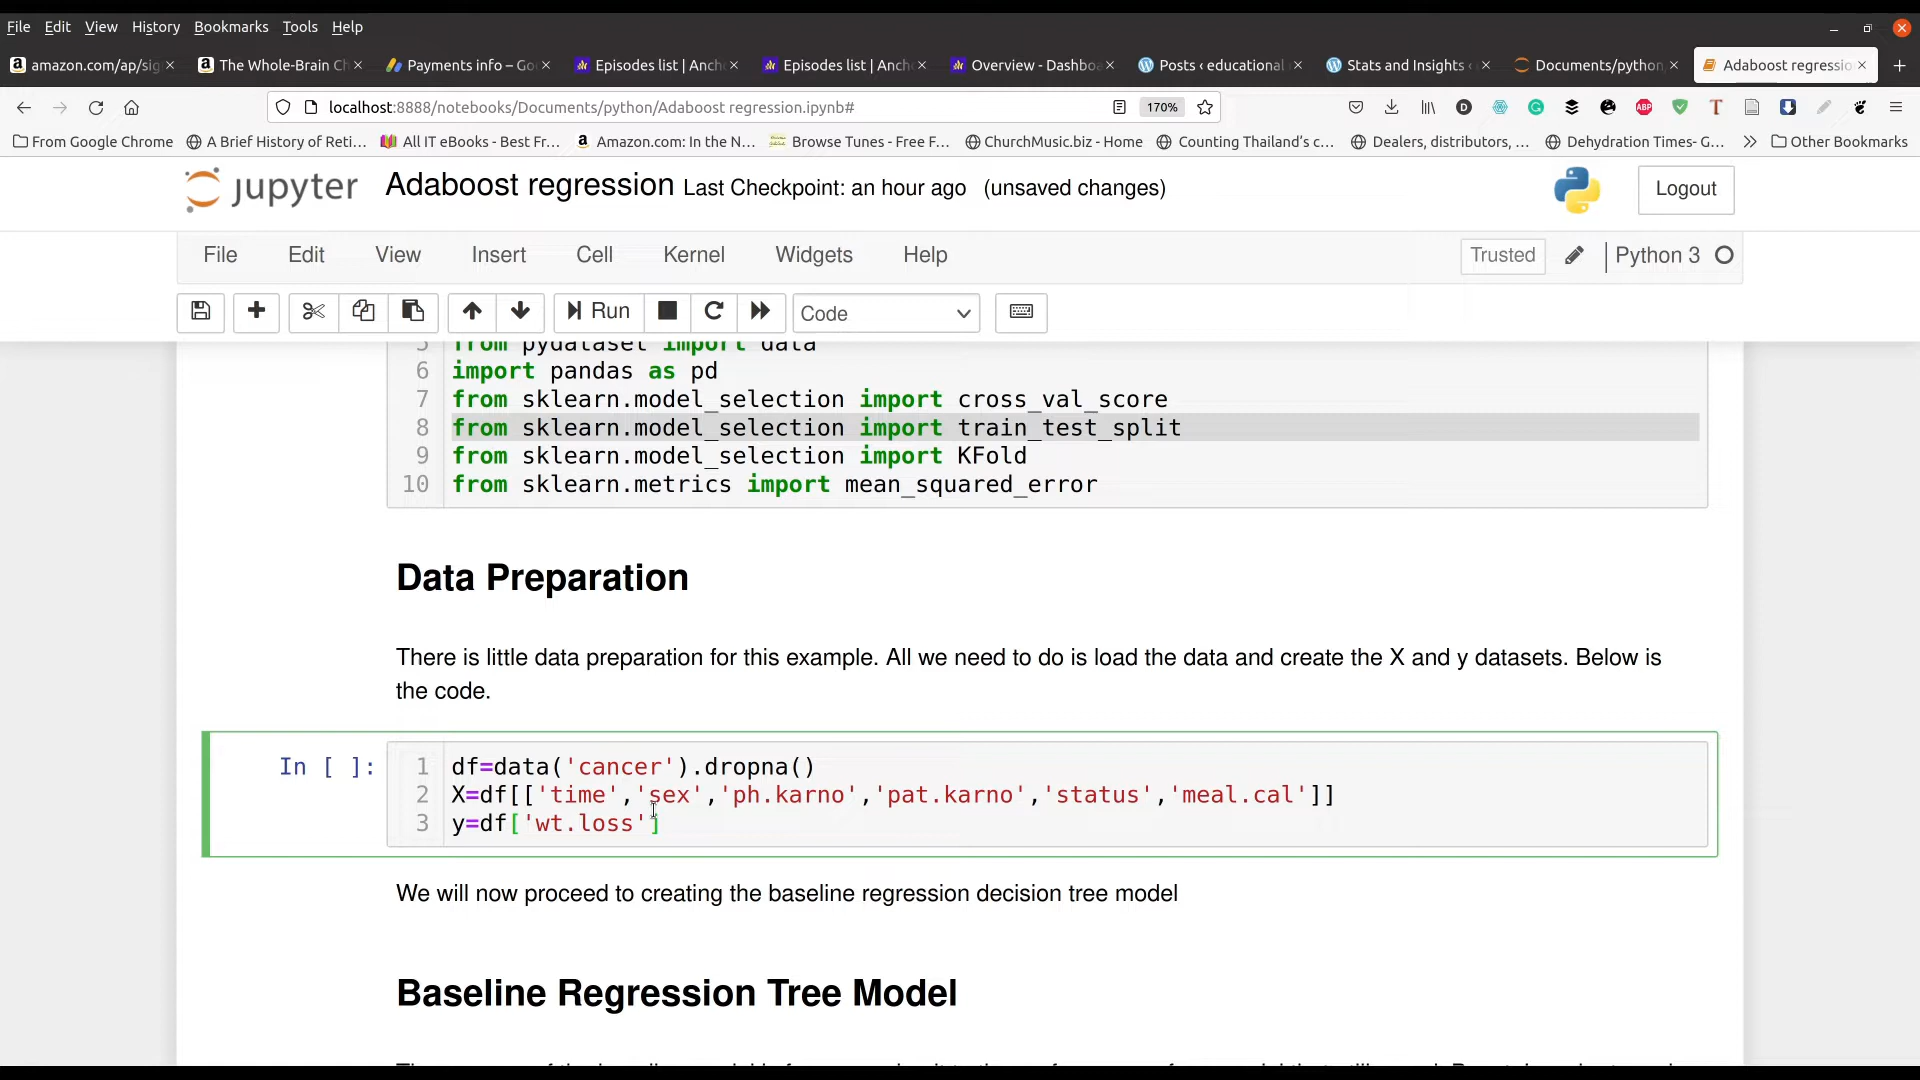 File Edit View History Bookmarks Tools Help
amazon.com/ap/sig The Whole-Brain Ch Payments info – Go Episodes list | Anch Episodes list | Anch Overview - Dashbo Posts ‹ educational Stats and Insights ‹ Documents/python, Adaboost regressio
localhost:8888/notebooks/Documents/python/Adaboost regression.ipynb# 170%
From Google Chrome A Brief History of Reti... All IT eBooks - Best Fr... Amazon.com: In the N... Browse Tunes - Free F... ChurchMusic.biz - Home Counting Thailand's c... Dealers, distributors, ... Dehydration Times- G... Other Bookmarks
jupyter Adaboost regression Last Checkpoint: an hour ago (unsaved changes) Logout
File Edit View Insert Cell Kernel Widgets Help Trusted Python 3
Run Code
5 from pydataset import data
6 import pandas as pd
7 from sklearn.model_selection import cross_val_score
8 from sklearn.model_selection import train_test_split
9 from sklearn.model_selection import KFold
10 from sklearn.metrics import mean_squared_error
Data Preparation
There is little data preparation for this example. All we need to do is load the data and create the X and y datasets. Below is
the code.
In [ ]: 1 df=data('cancer').dropna()
2 X=df[['time','sex','ph.karno','pat.karno','status','meal.cal']]
3 y=df['wt.loss']
We will now proceed to creating the baseline regression decision tree model
Baseline Regression Tree Model